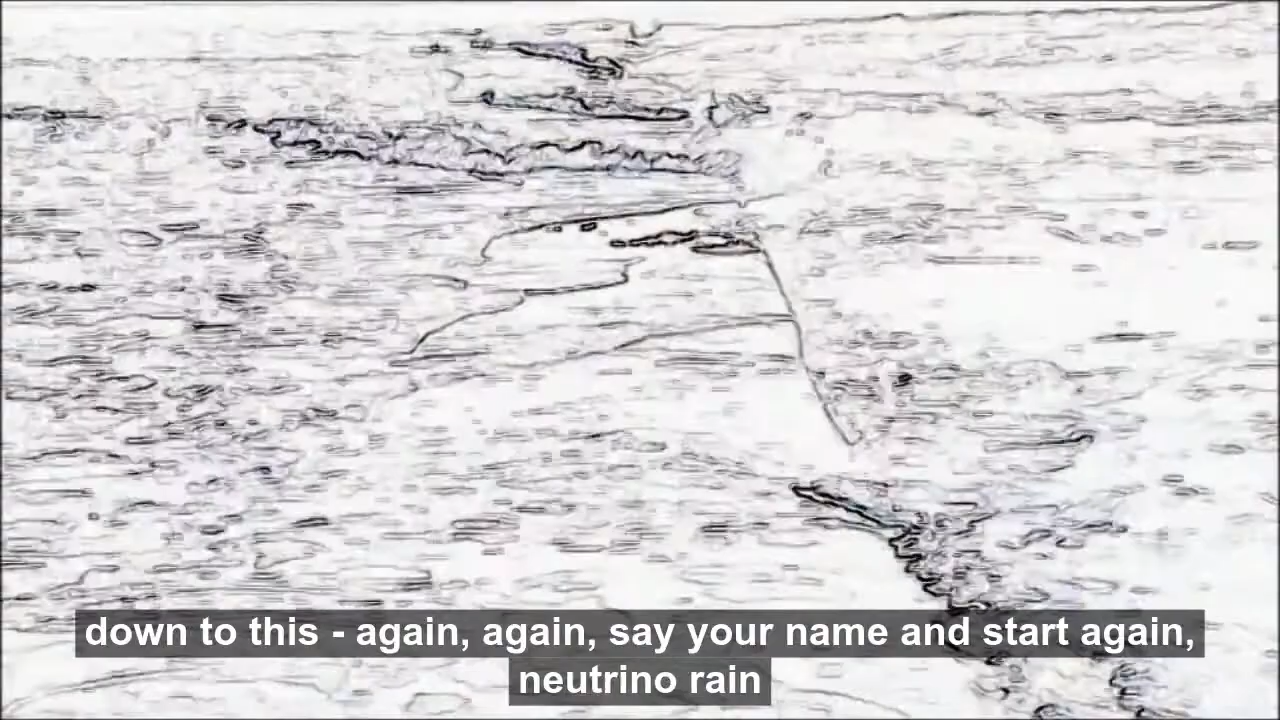 down to this - again, again, say your name and start again,
neutrino rain